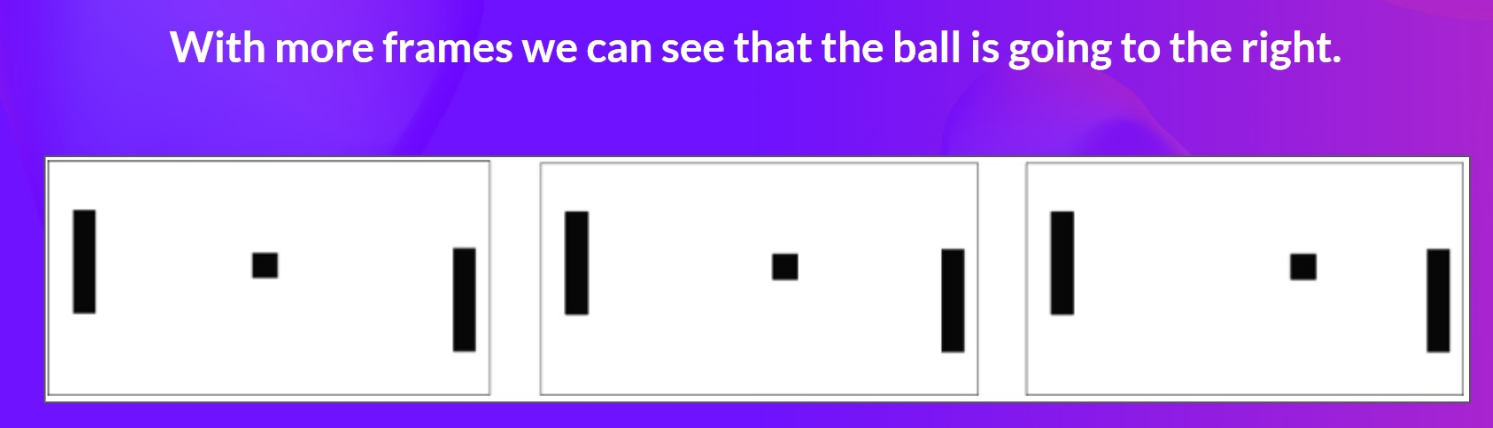 With more frames we can see that the ball is going to the right.